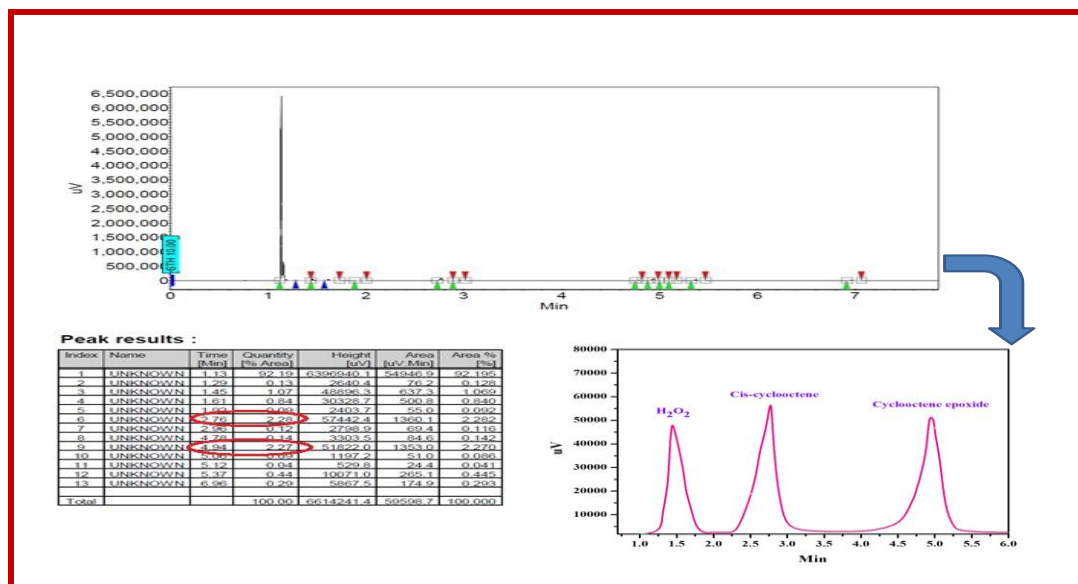 6,500,000
6,000,000
5,500,000
5,000,000
4,500,000
4,000,000
3,500,000
3,000,000
2,500,000
2,000,000
1,500,000
1,000,000
500,000
0
uV
STH 10.00
0 1 2 3 4 5 6 7
Min
Peak results :
Index Name Time [Min] Quantity [% Area] Height [uV] Area [uV.Min] Area % [%]
1 UNKNOWN 1.13 92.19 6396940.1 54946.9 92.195
2 UNKNOWN 1.29 0.13 2640.4 76.2 0.128
3 UNKNOWN 1.45 1.07 48896.3 637.3 1.069
4 UNKNOWN 1.61 0.84 30328.7 500.8 0.840
5 UNKNOWN 1.92 0.09 2403.7 55.0 0.092
6 UNKNOWN 2.76 2.28 57442.4 1360.1 2.282
7 UNKNOWN 2.96 0.12 2798.9 69.4 0.116
8 UNKNOWN 4.78 0.14 3303.5 84.6 0.142
9 UNKNOWN 4.94 2.27 51822.0 1353.0 2.270
10 UNKNOWN 5.06 0.09 1197.2 51.0 0.086
11 UNKNOWN 5.12 0.04 529.8 24.4 0.041
12 UNKNOWN 5.37 0.44 10071.0 265.1 0.445
13 UNKNOWN 6.96 0.29 5867.5 174.9 0.293
Total 100.00 6614241.4 59598.7 100.000
80000
70000
60000
50000
40000
30000
20000
10000
uV
H₂O₂
Cis-cyclooctene
Cyclooctene epoxide
1.0 1.5 2.0 2.5 3.0 3.5 4.0 4.5 5.0 5.5 6.0
Min